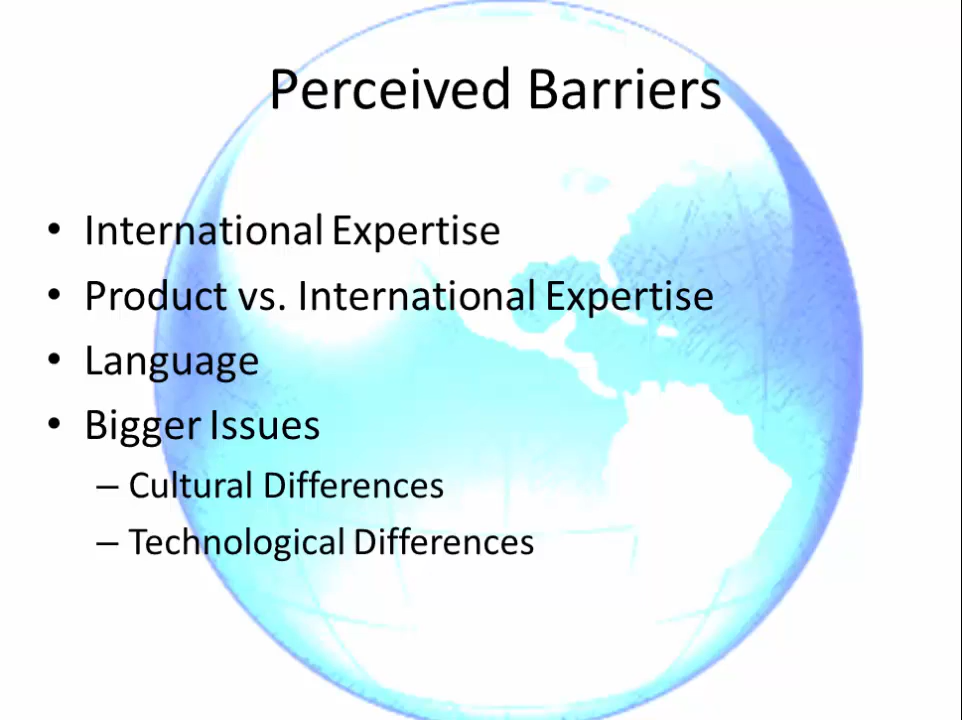 Perceived Barriers
• International Expertise
• Product vs. International Expertise
• Language
• Bigger Issues
– Cultural Differences
– Technological Differences